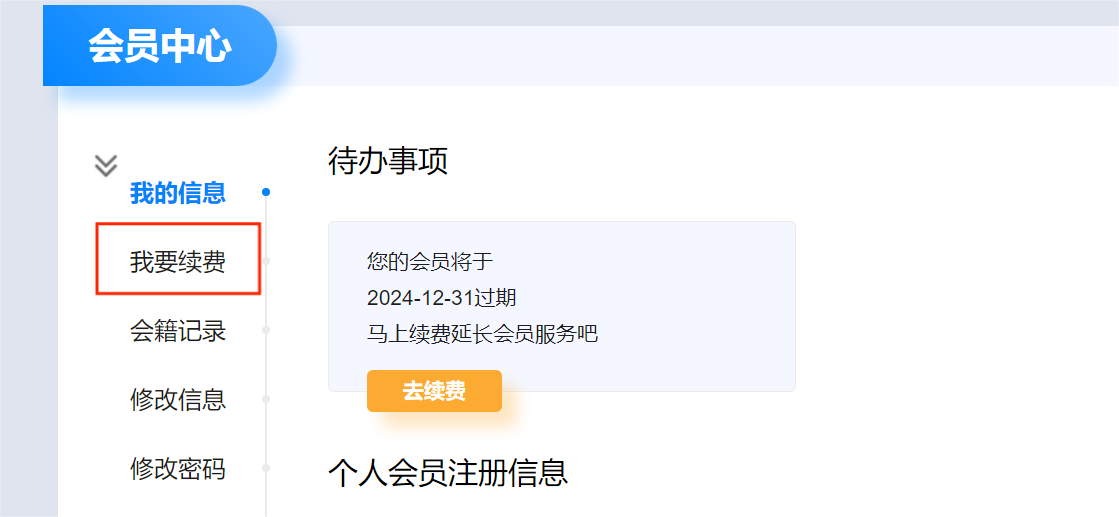 会员中心
我的信息
我要续费
会籍记录
修改信息
修改密码
待办事项
您的会员将于
2024-12-31过期
马上续费延长会员服务吧
去续费
个人会员注册信息